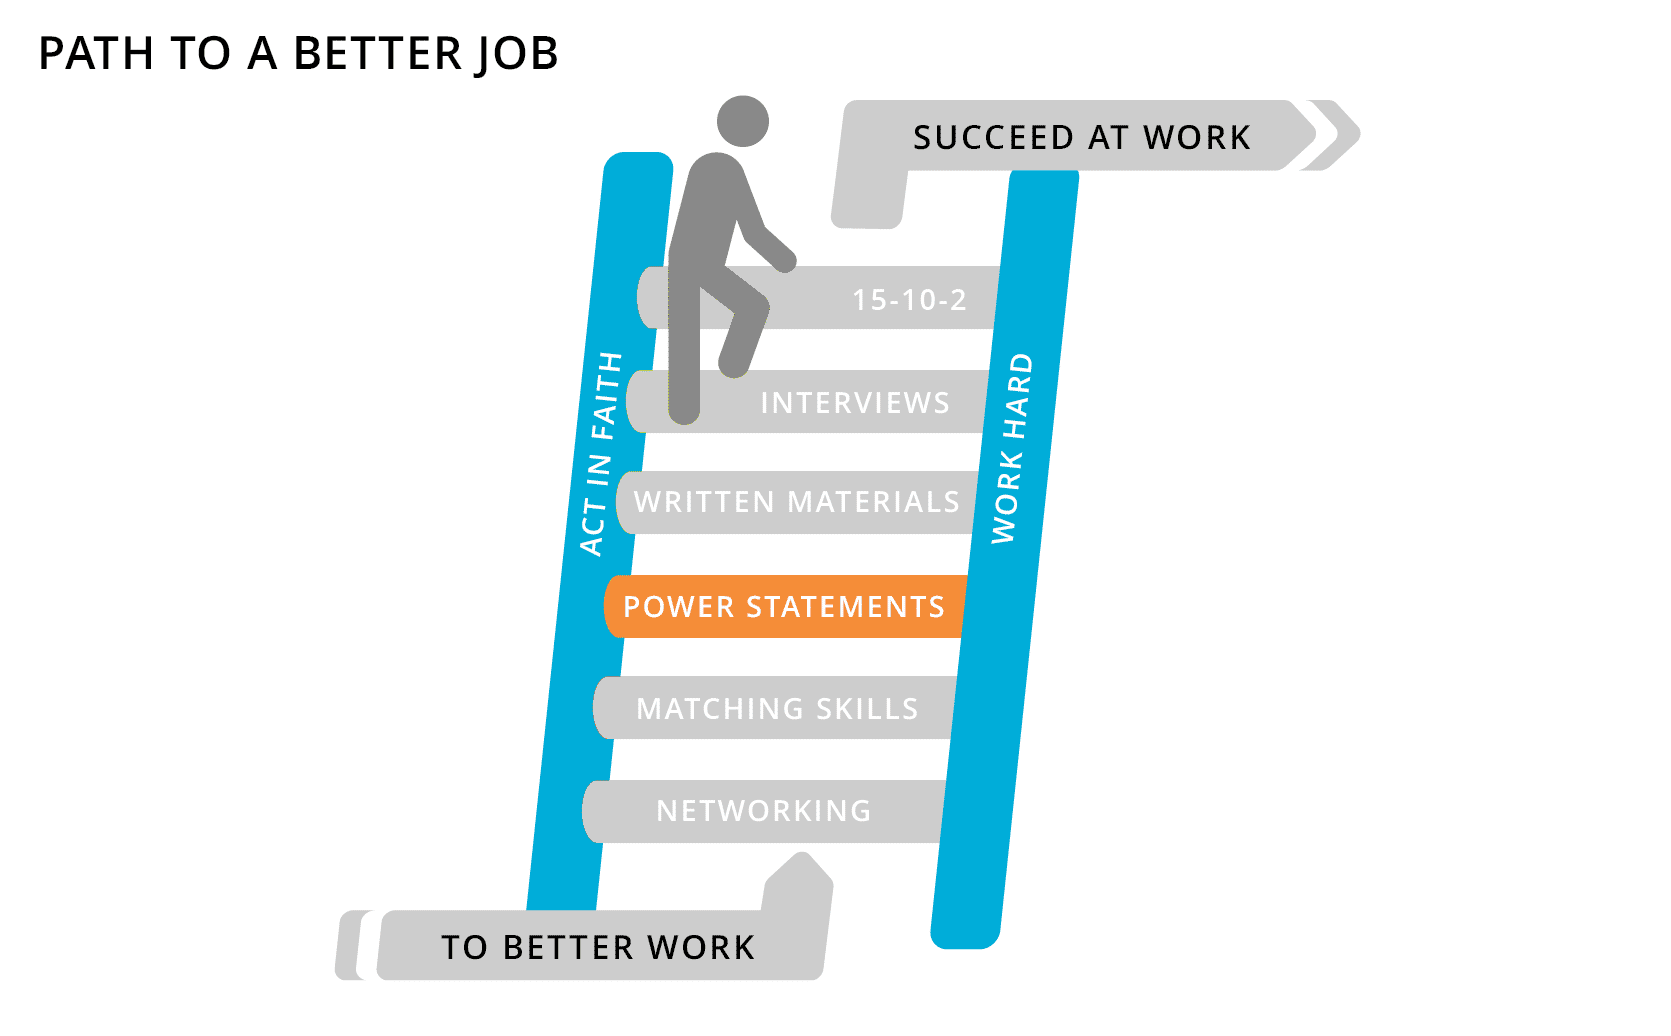 PATH TO A BETTER JOB
SUCCEED AT WORK
15-10-2
INTERVIEWS
WRITTEN MATERIALS
POWER STATEMENTS
MATCHING SKILLS
NETWORKING
ACT IN FAITH
WORK HARD
TO BETTER WORK